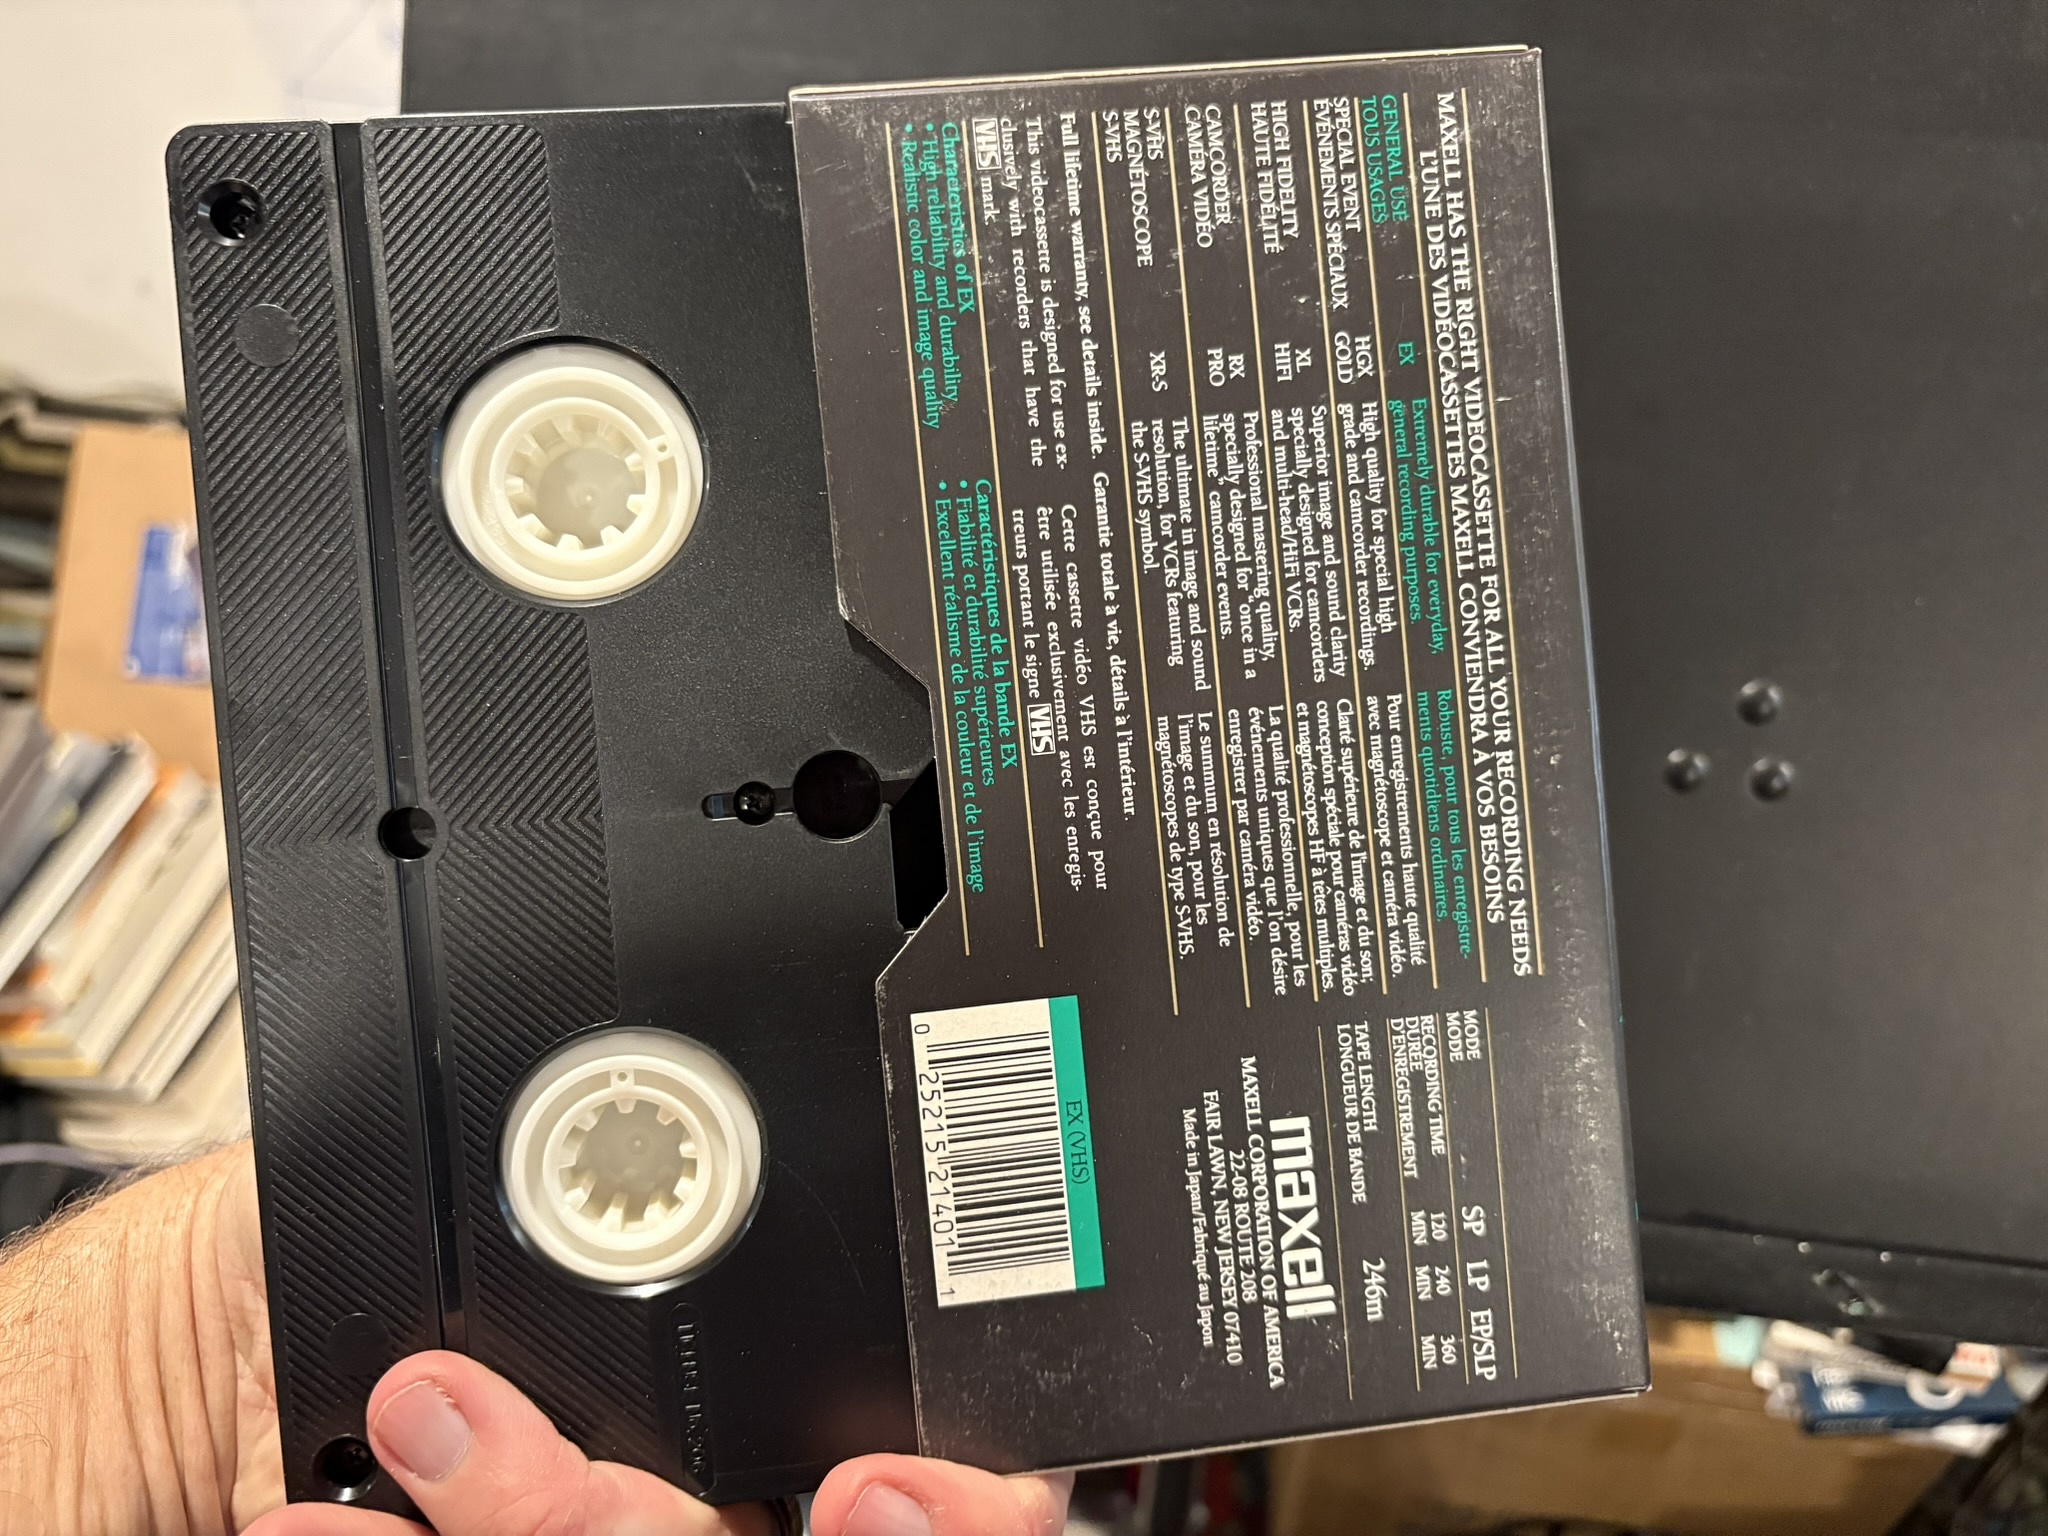 MAXELL HAS THE RIGHT VIDEOCASSETTE FOR ALL YOUR RECORDING NEEDS
L'UNE DES VIDÉOCASSETTES MAXELL CONVIENDRA À VOS BESOINS
GENERAL USE
TOUS USAGES
EX
Extremely durable for everyday,
general recording purposes.
Robuste, pour tous les enregistre-
ments quotidiens ordinaires.
SPECIAL EVENT
ÉVÉNEMENTS SPÉCIAUX
HGX
GOLD
High quality for special high
grade and camcorder recordings.
Pour enregistrements haute qualité
avec magnétoscope et caméra vidéo.
HIGH FIDELITY
HAUTE FIDÉLITÉ
XL
HIFI
Superior image and sound clarity
specially designed for camcorders
and multi-head/HiFi VCRs.
Clarté supérieure de l'image et du son;
conception spéciale pour caméras vidéo
et magnétoscopes HF à têtes multiples.
CAMCORDER
CAMÉRA VIDÉO
RX
PRO
Professional mastering quality,
specially designed for "once in a
lifetime" camcorder events.
La qualité professionnelle, pour les
événements uniques que l'on désire
enregistrer par caméra vidéo.
S-VHS
MAGNÉTOSCOPE
S-VHS
XR-S
The ultimate in image and sound
resolution, for VCRs featuring
the S-VHS symbol.
Le summum en résolution de
l'image et du son, pour les
magnétoscopes de type S-VHS.
Full lifetime warranty, see details inside. Garantie totale à vie, détails à l'intérieur.
This videocassette is designed for use ex-
clusively with recorders that have the
VHS mark.
Cette cassette vidéo VHS est conçue pour
être utilisée exclusivement avec les enregis-
treurs portant le signe VHS
Characteristics of EX
• High reliability and durability
• Realistic color and image quality
Caractéristiques de la bande EX
• Fiabilité et durabilité supérieures
• Excellent réalisme de la couleur et de l'image
MODE
MODE
SP LP EP/SLP
RECORDING TIME
DURÉE
D'ENREGISTREMENT
120 240 360
MIN MIN MIN
TAPE LENGTH
LONGUEUR DE BANDE
246m
maxell
MAXELL CORPORATION OF AMERICA
22-08 ROUTE 208
FAIR LAWN, NEW JERSEY 07410
Made in Japan/Fabriqué au Japon
EX (VHS)
0 25215 21401 1